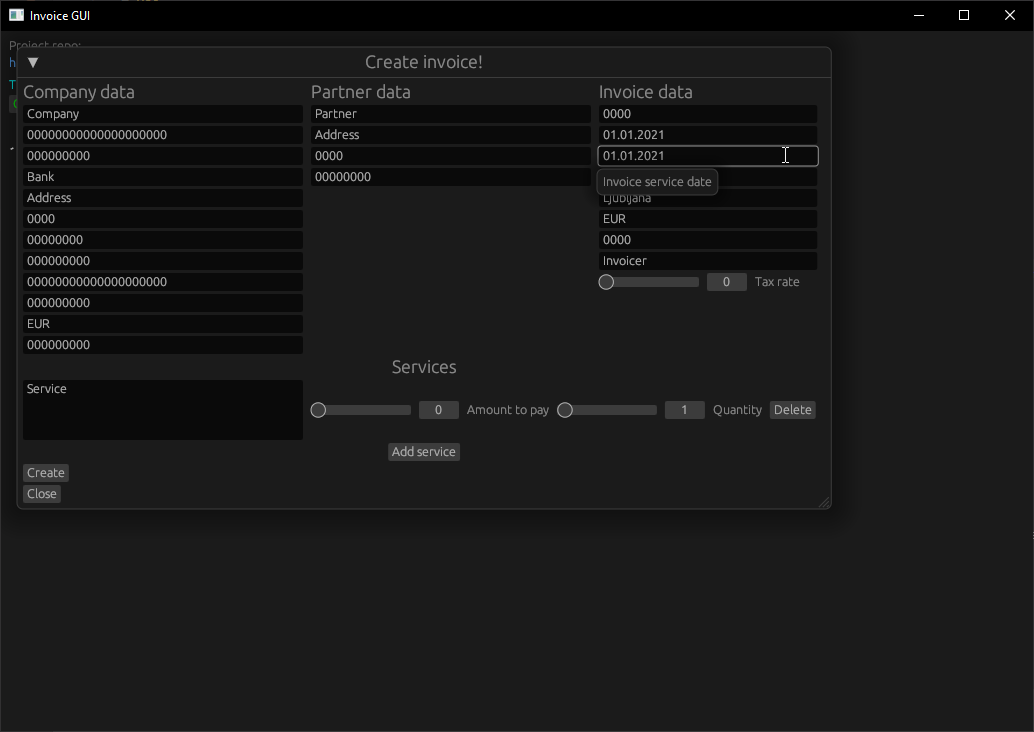 Invoice GUI
Project repo:
Create invoice!
Company data
Company
00000000000000000000
000000000
Bank
Address
0000
00000000
000000000
00000000000000000000
000000000
EUR
000000000
Partner data
Partner
Address
0000
00000000
Invoice data
0000
01.01.2021
01.01.2021
Invoice service date
Ljubljana
EUR
0000
Invoicer
0 Tax rate
Services
Service
0 Amount to pay 1 Quantity Delete
Add service
Create
Close